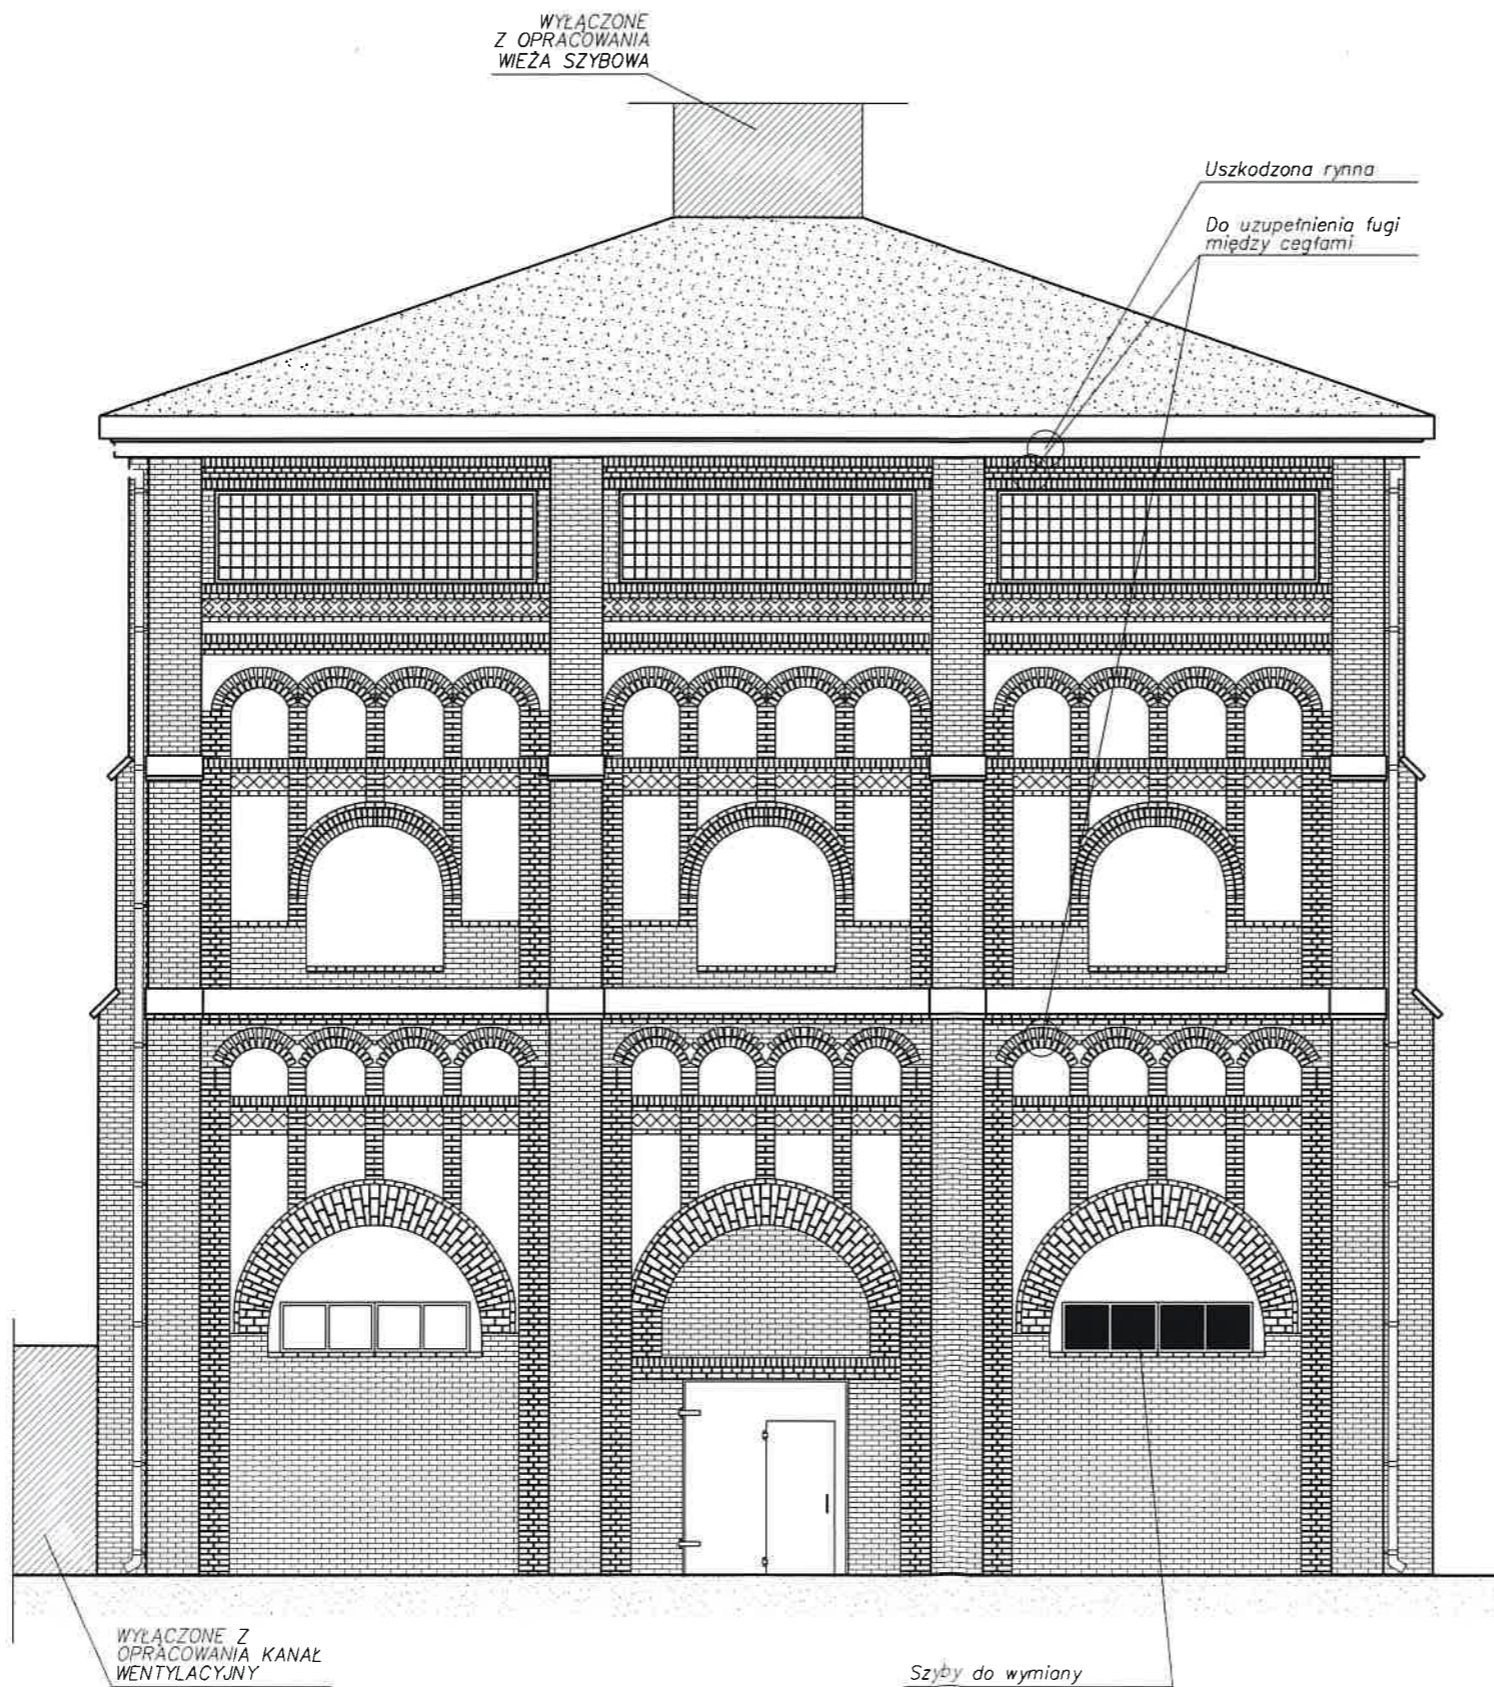 WYŁĄCZONE
Z OPRACOWANIA
WIEŻA SZYBOWA
Uszkodzona rynna
Do uzupełnienia fugi
między cegłami
WYŁĄCZONE Z
OPRACOWANIA KANAŁ
WENTYLACYJNY
Szyby do wymiany